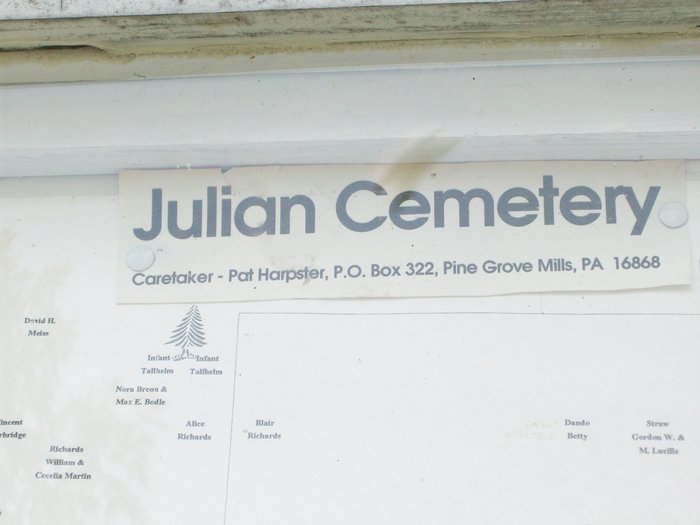 Julian Cemetery
Caretaker - Pat Harpster, P.O. Box 322, Pine Grove Mills, PA 16868
David H.
Meiss
Infant Infant
Tallhelm Tallhelm
Nora Breon &
Max E. Bodle
Alice
Richards
Blair
Richards
Dando
Betty
Straw
Gordon W. &
M. Lucille
Richards
William &
Cecelia Martin